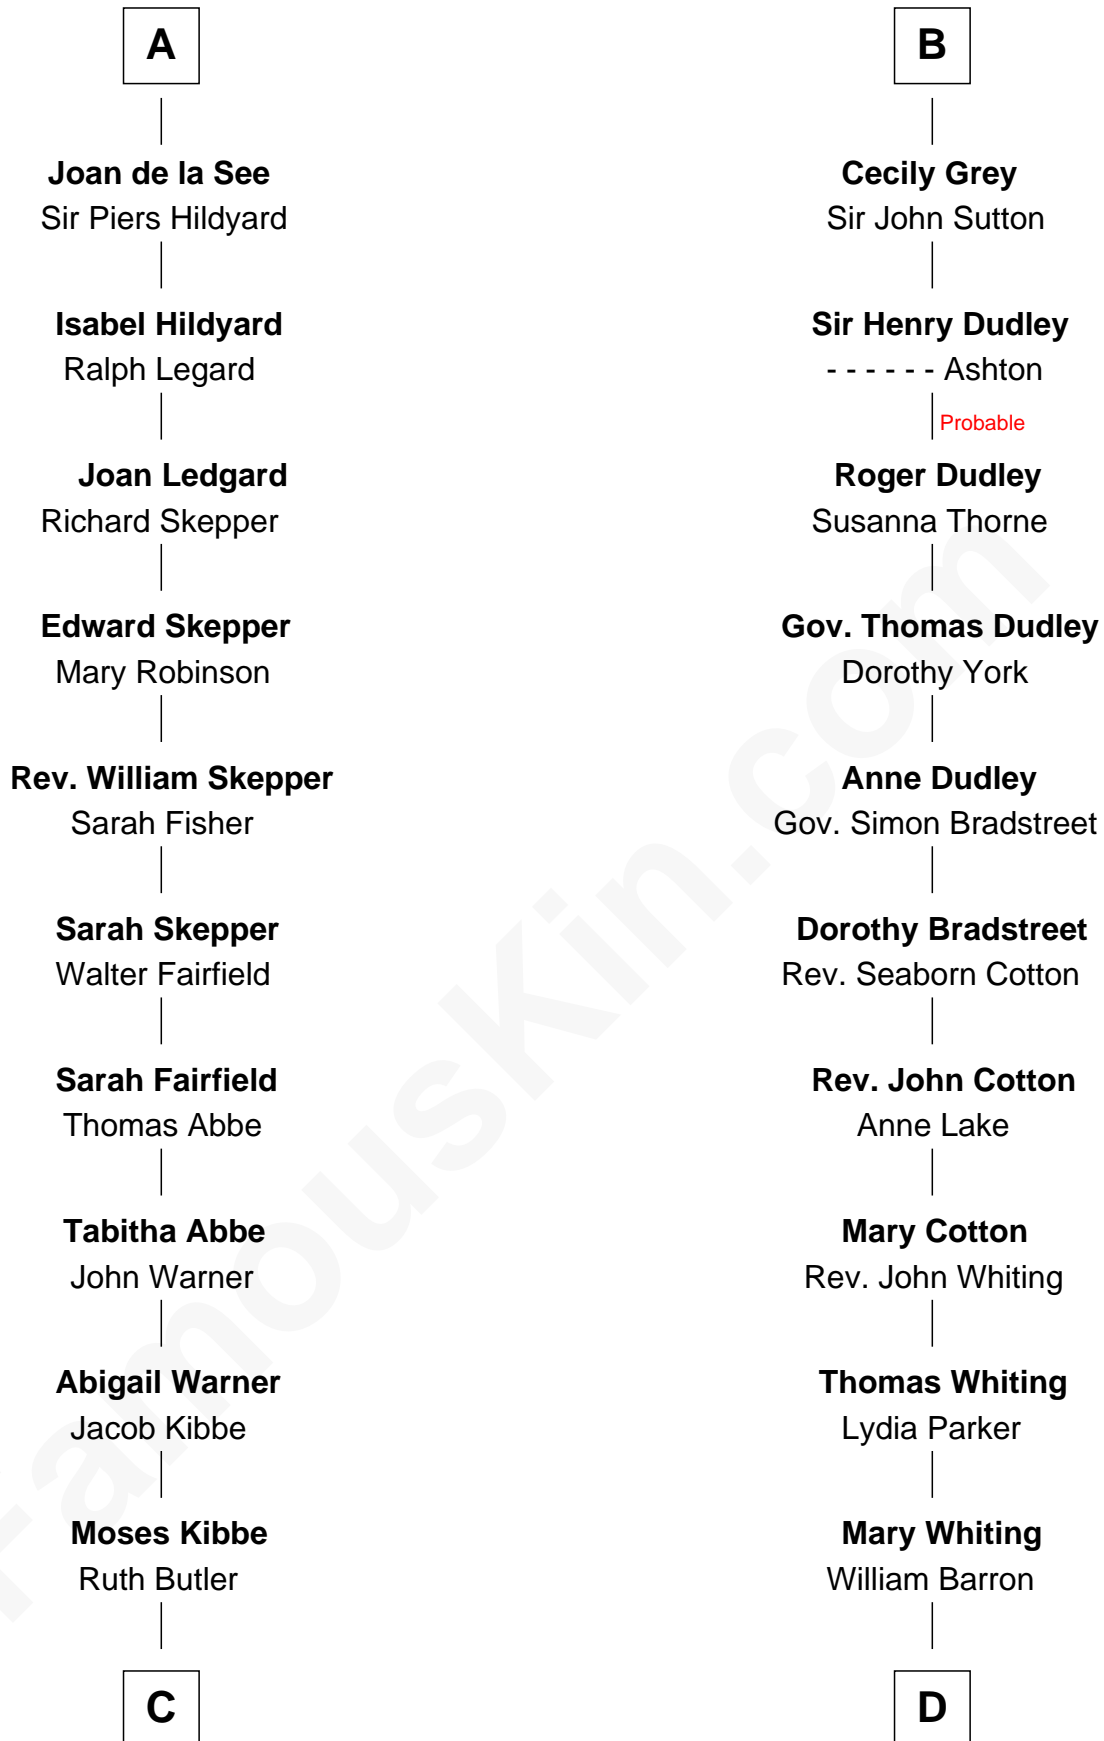 A
Joan de la See
Sir Piers Hildyard
Isabel Hildyard
Ralph Legard
Joan Ledgard
Richard Skepper
Edward Skepper
Mary Robinson
Rev. William Skepper
Sarah Fisher
Sarah Skepper
Walter Fairfield
Sarah Fairfield
Thomas Abbe
Tabitha Abbe
John Warner
Abigail Warner
Jacob Kibbe
Moses Kibbe
Ruth Butler
C
B
Cecily Grey
Sir John Sutton
Sir Henry Dudley
- - - - - - Ashton
Probable
Roger Dudley
Susanna Thorne
Gov. Thomas Dudley
Dorothy York
Anne Dudley
Gov. Simon Bradstreet
Dorothy Bradstreet
Rev. Seaborn Cotton
Rev. John Cotton
Anne Lake
Mary Cotton
Rev. John Whiting
Thomas Whiting
Lydia Parker
Mary Whiting
William Barron
D
FamousKin.com